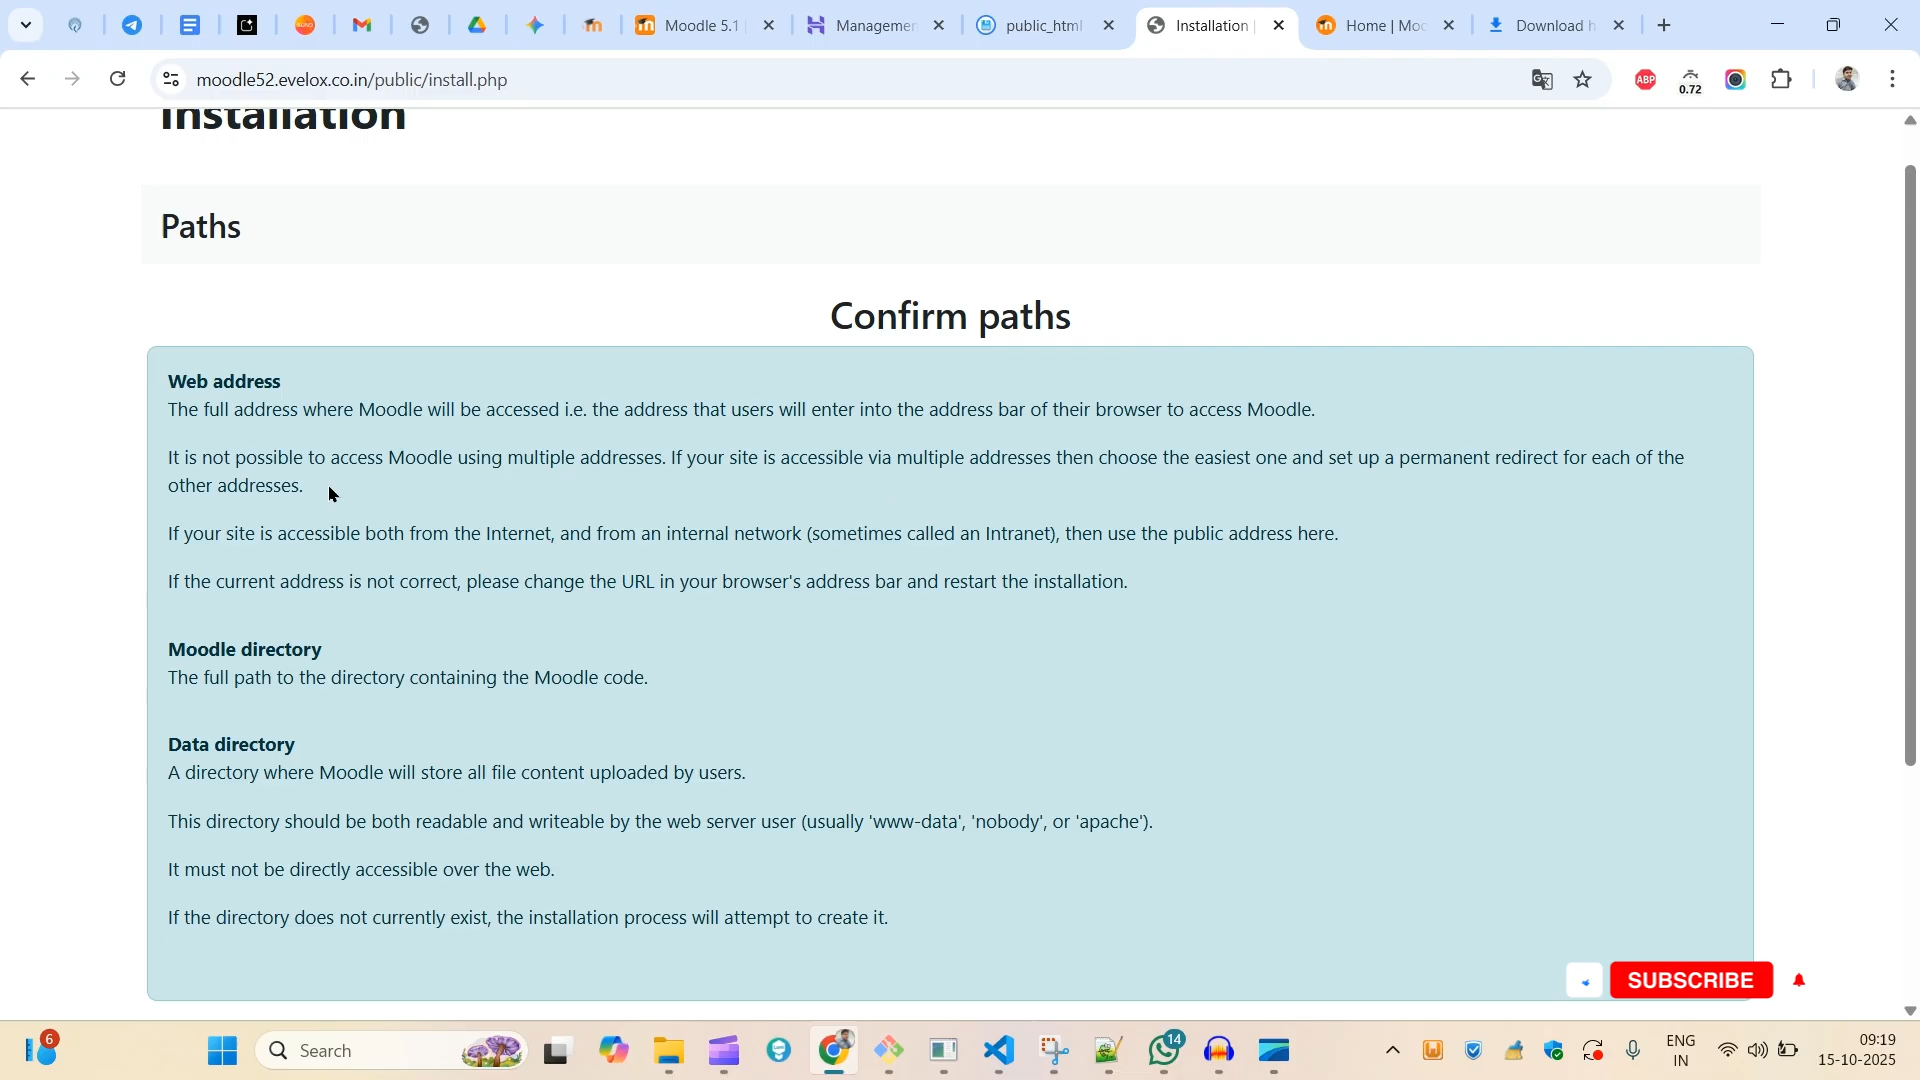 Moodle 5.1
Managemen
public_html
Installation |
Home | Moo
Download h
moodle52.evelox.co.in/public/install.php
ABP
0.72
Installation
Paths
Confirm paths
Web address
The full address where Moodle will be accessed i.e. the address that users will enter into the address bar of their browser to access Moodle.
It is not possible to access Moodle using multiple addresses. If your site is accessible via multiple addresses then choose the easiest one and set up a permanent redirect for each of the
other addresses.
If your site is accessible both from the Internet, and from an internal network (sometimes called an Intranet), then use the public address here.
If the current address is not correct, please change the URL in your browser's address bar and restart the installation.
Moodle directory
The full path to the directory containing the Moodle code.
Data directory
A directory where Moodle will store all file content uploaded by users.
This directory should be both readable and writeable by the web server user (usually 'www-data', 'nobody', or 'apache').
It must not be directly accessible over the web.
If the directory does not currently exist, the installation process will attempt to create it.
SUBSCRIBE
6
Search
14
ENG
IN
09:19
15-10-2025